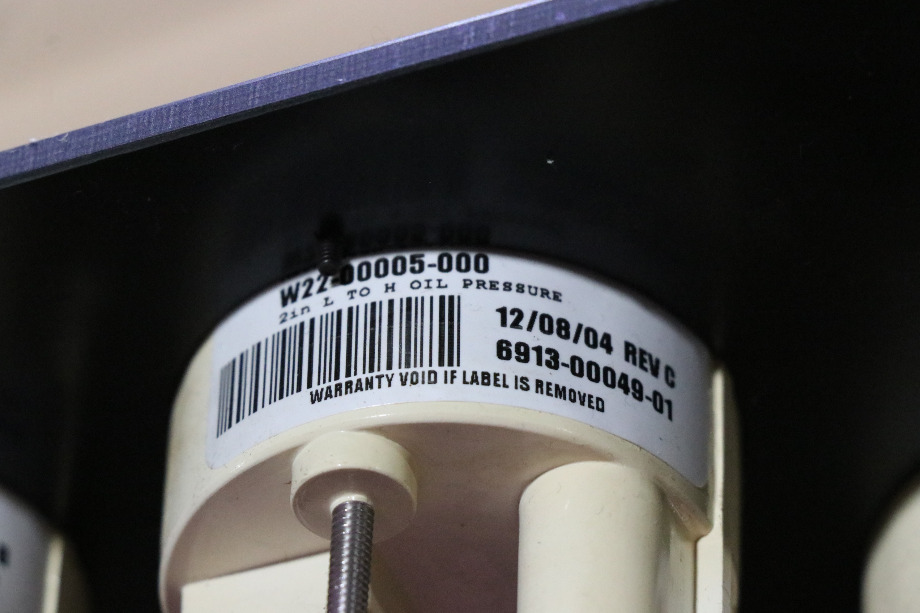 W22-00005-000
2in L TO H OIL PRESSURE
12/08/04 REV C
6913-00049-01
WARRANTY VOID IF LABEL IS REMOVED